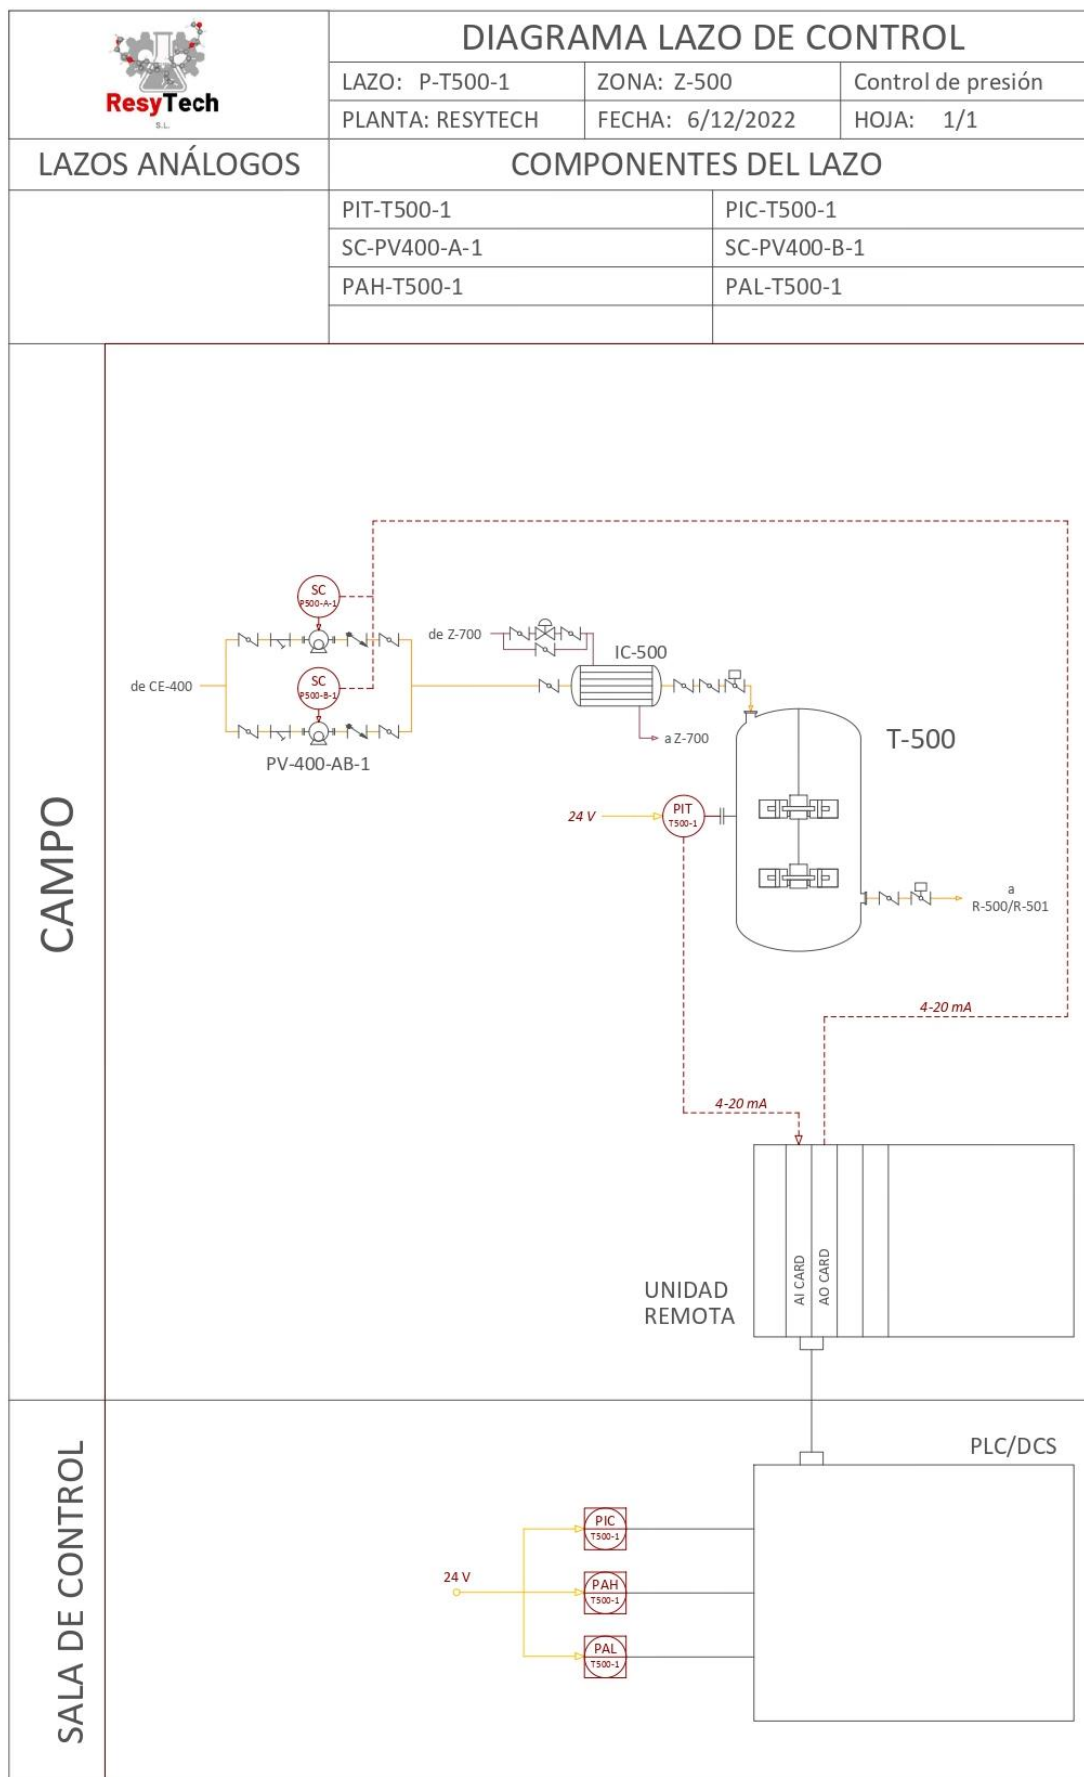 ResyTech
S.L.
DIAGRAMA LAZO DE CONTROL
LAZO: P-T500-1
ZONA: Z-500
Control de presión
PLANTA: RESYTECH
FECHA: 6/12/2022
HOJA: 1/1
LAZOS ANÁLOGOS
COMPONENTES DEL LAZO
PIT-T500-1
PIC-T500-1
SC-PV400-A-1
SC-PV400-B-1
PAH-T500-1
PAL-T500-1
CAMPO
SC
P500-A-1
de Z-700
IC-500
de CE-400
SC
P500-B-1
a Z-700
T-500
PV-400-AB-1
24 V
PIT
T500-1
a
R-500/R-501
4-20 mA
4-20 mA
AI CARD
AO CARD
UNIDAD
REMOTA
SALA DE CONTROL
PLC/DCS
PIC
T500-1
24 V
PAH
T500-1
PAL
T500-1